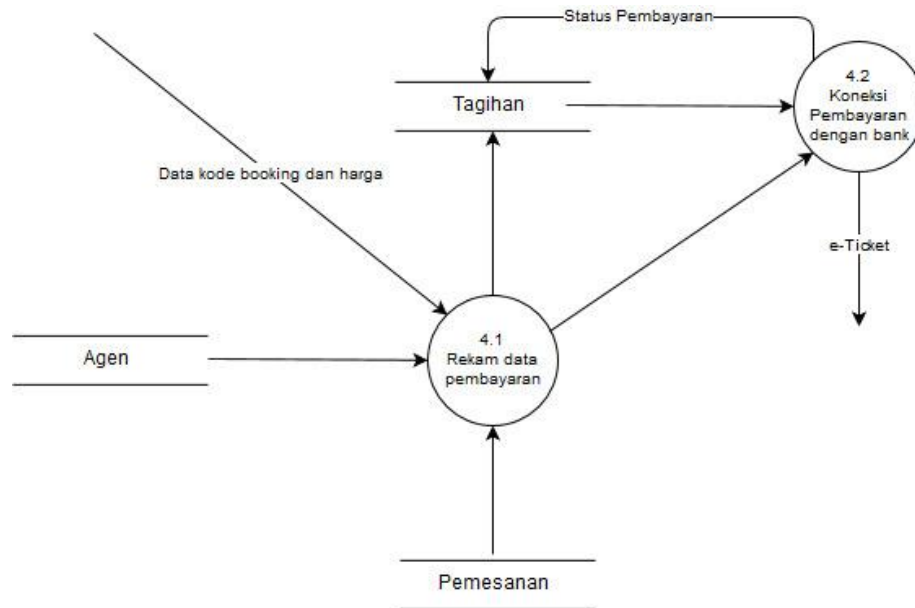 Status Pembayaran
Tagihan
4.2
Koneksi
Pembayaran
dengan bank
Data kode booking dan harga
e-Ticket
4.1
Rekam data
pembayaran
Agen
Pemesanan